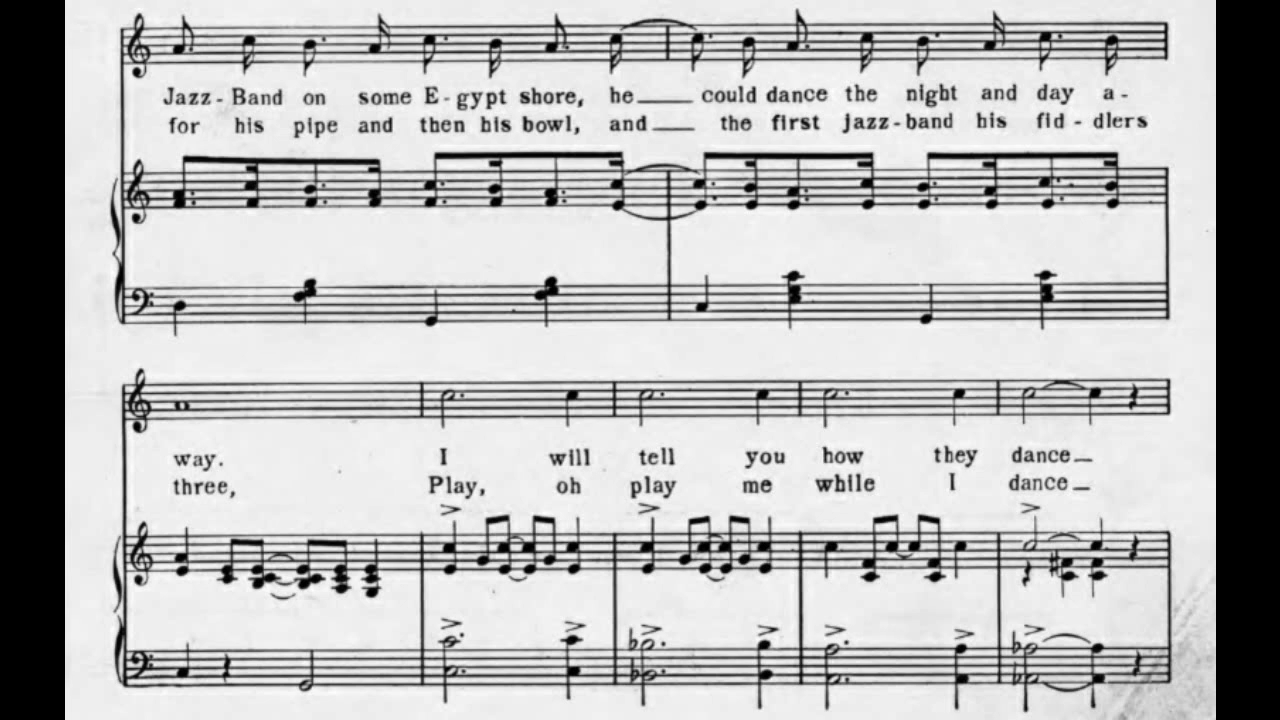 Jazz-Band on some E-gypt shore, he could dance the night and day a-
for his pipe and then his bowl, and the first jazz-band his fid-dlers
way. I will tell you how they dance
three, Play, oh play me while I dance